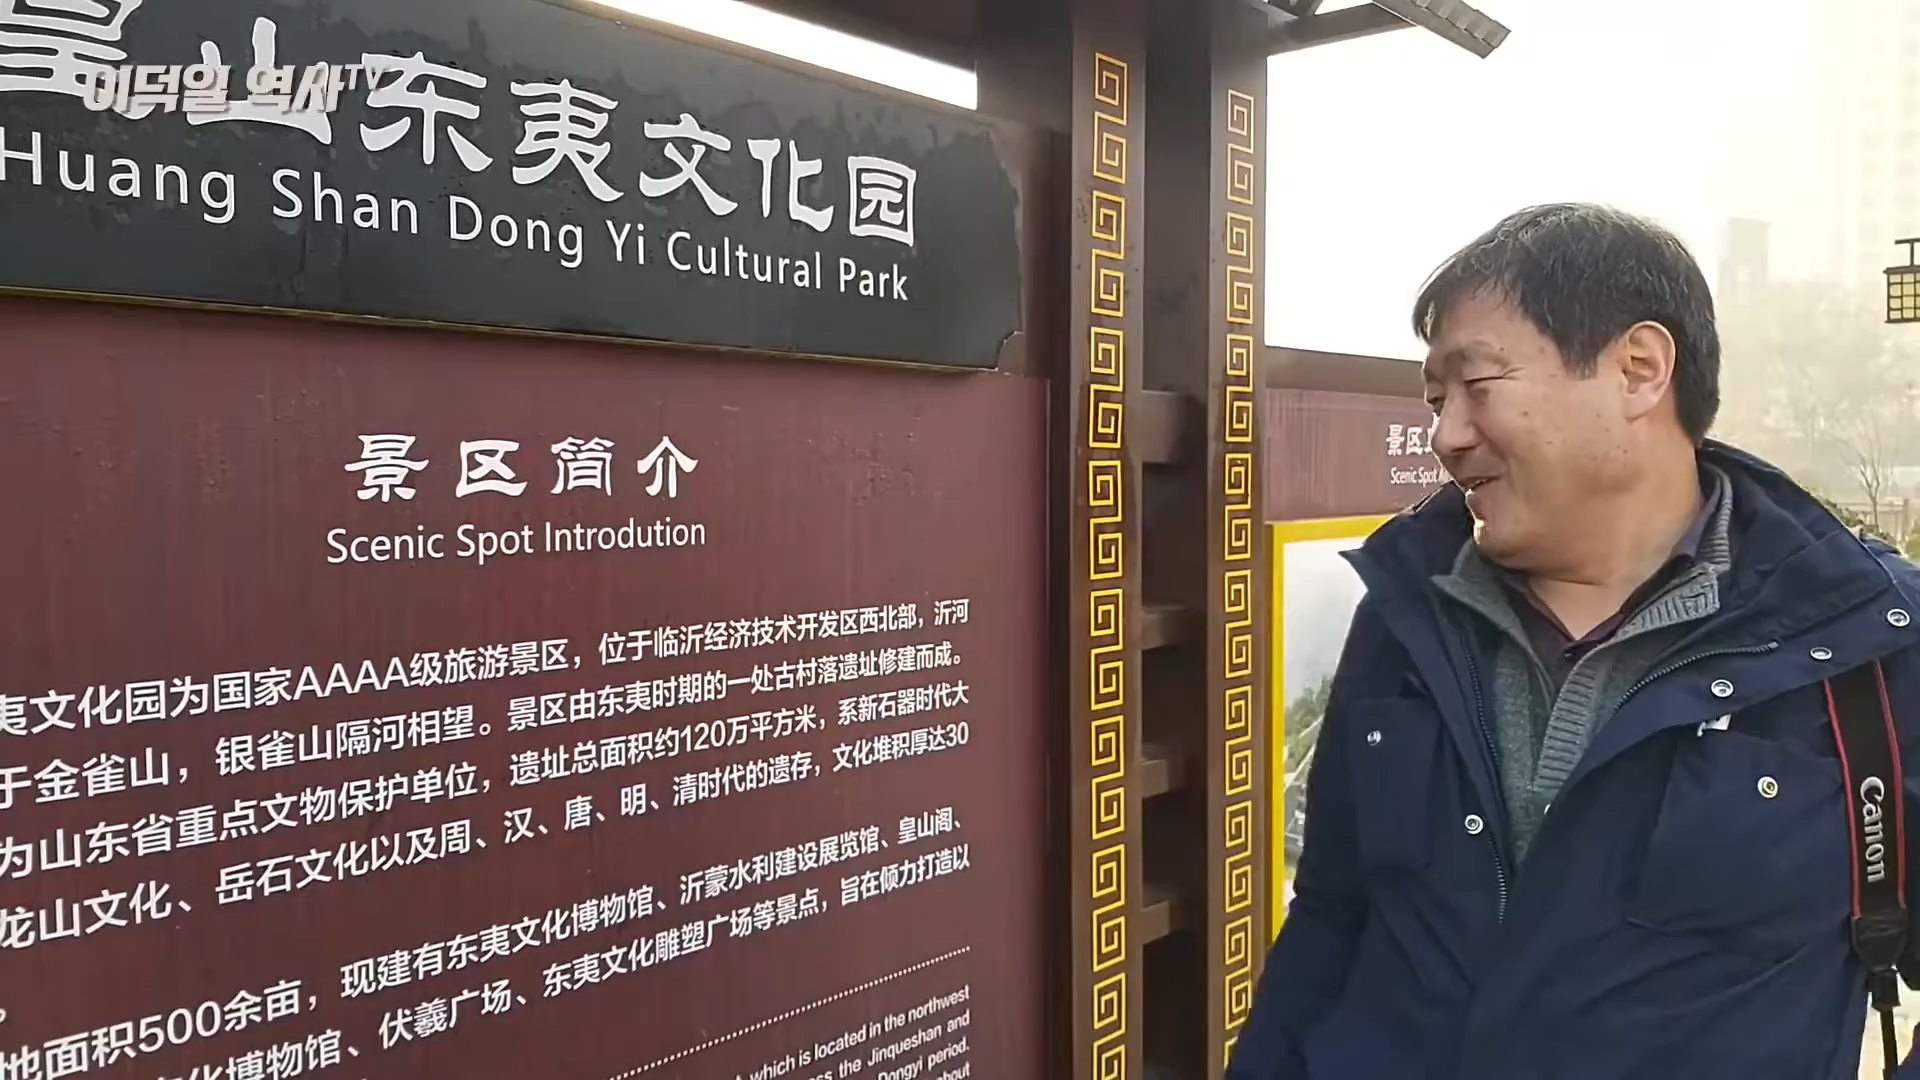 皇山东夷文化园
이덕일 역사TV
Huang Shan Dong Yi Cultural Park
景区简介
Scenic Spot Introdution
夷文化园为国家AAAA级旅游景区，位于临沂经济技术开发区西北部，沂河
于金雀山，银雀山隔河相望。景区由东夷时期的一处古村落遗址修建而成。
为山东省重点文物保护单位，遗址总面积约120万平方米，系新石器时代大
龙山文化、岳石文化以及周、汉、唐、明、清时代的遗存，文化堆积厚达30
。
地面积500余亩，现建有东夷文化博物馆、沂蒙水利建设展览馆、皇山阁、
化博物馆、伏羲广场、东夷文化雕塑广场等景点，旨在倾力打造以
which is located in the northwest
the Jinqueshan and
Dongyi period.
about
景区
Scenic Spot
Canon